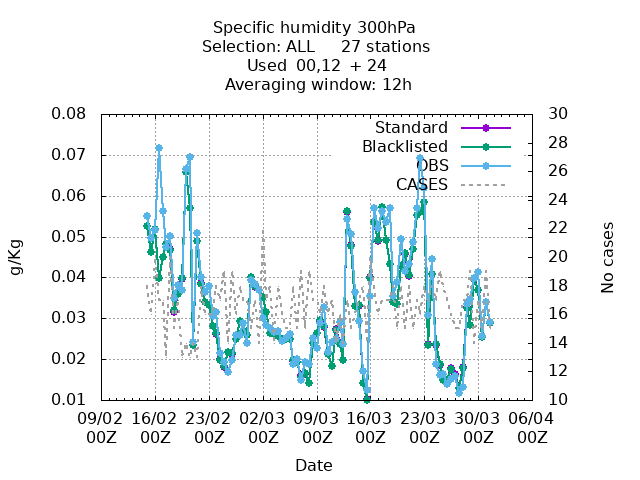 Specific humidity 300hPa
Selection: ALL 27 stations
Used 00,12 + 24
Averaging window: 12h
0.08
0.07
0.06
0.05
0.04
0.03
0.02
0.01
g/Kg
30
28
26
24
22
20
18
16
14
12
10
No cases
Standard
Blacklisted
OBS
CASES
09/02 16/02 23/02 02/03 09/03 16/03 23/03 30/03 06/04
00Z 00Z 00Z 00Z 00Z 00Z 00Z 00Z 00Z
Date